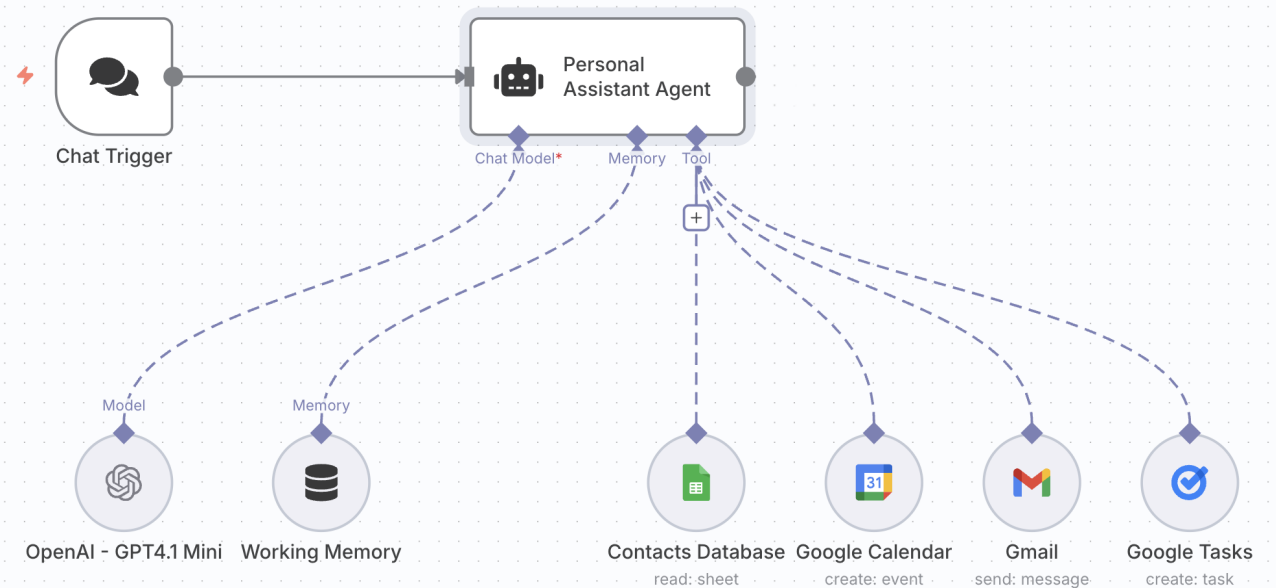 Personal
Assistant Agent
Chat Trigger
Chat Model*
Memory
Tool
+
Model
Memory
31
OpenAI - GPT4.1 Mini
Working Memory
Contacts Database
Google Calendar
Gmail
Google Tasks
read: sheet
create: event
send: message
create: task